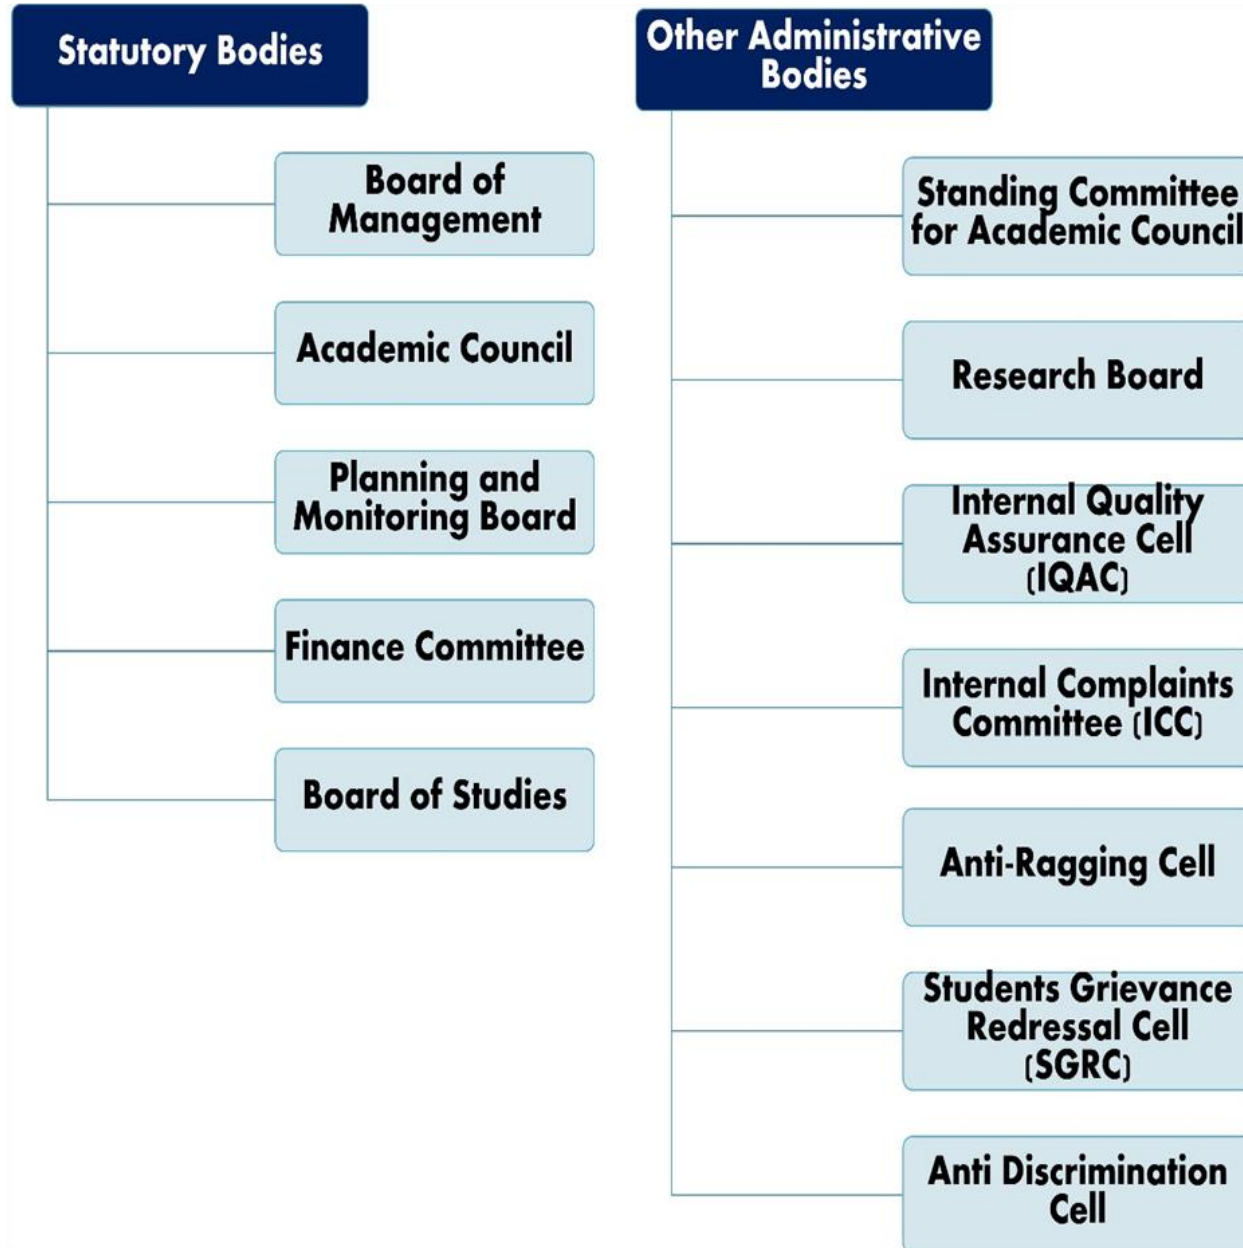 Statutory Bodies
Board of
Management
Academic Council
Planning and
Monitoring Board
Finance Committee
Board of Studies
Other Administrative
Bodies
Standing Committee
for Academic Council
Research Board
Internal Quality
Assurance Cell
(IQAC)
Internal Complaints
Committee (ICC)
Anti-Ragging Cell
Students Grievance
Redressal Cell
(SGRC)
Anti Discrimination
Cell